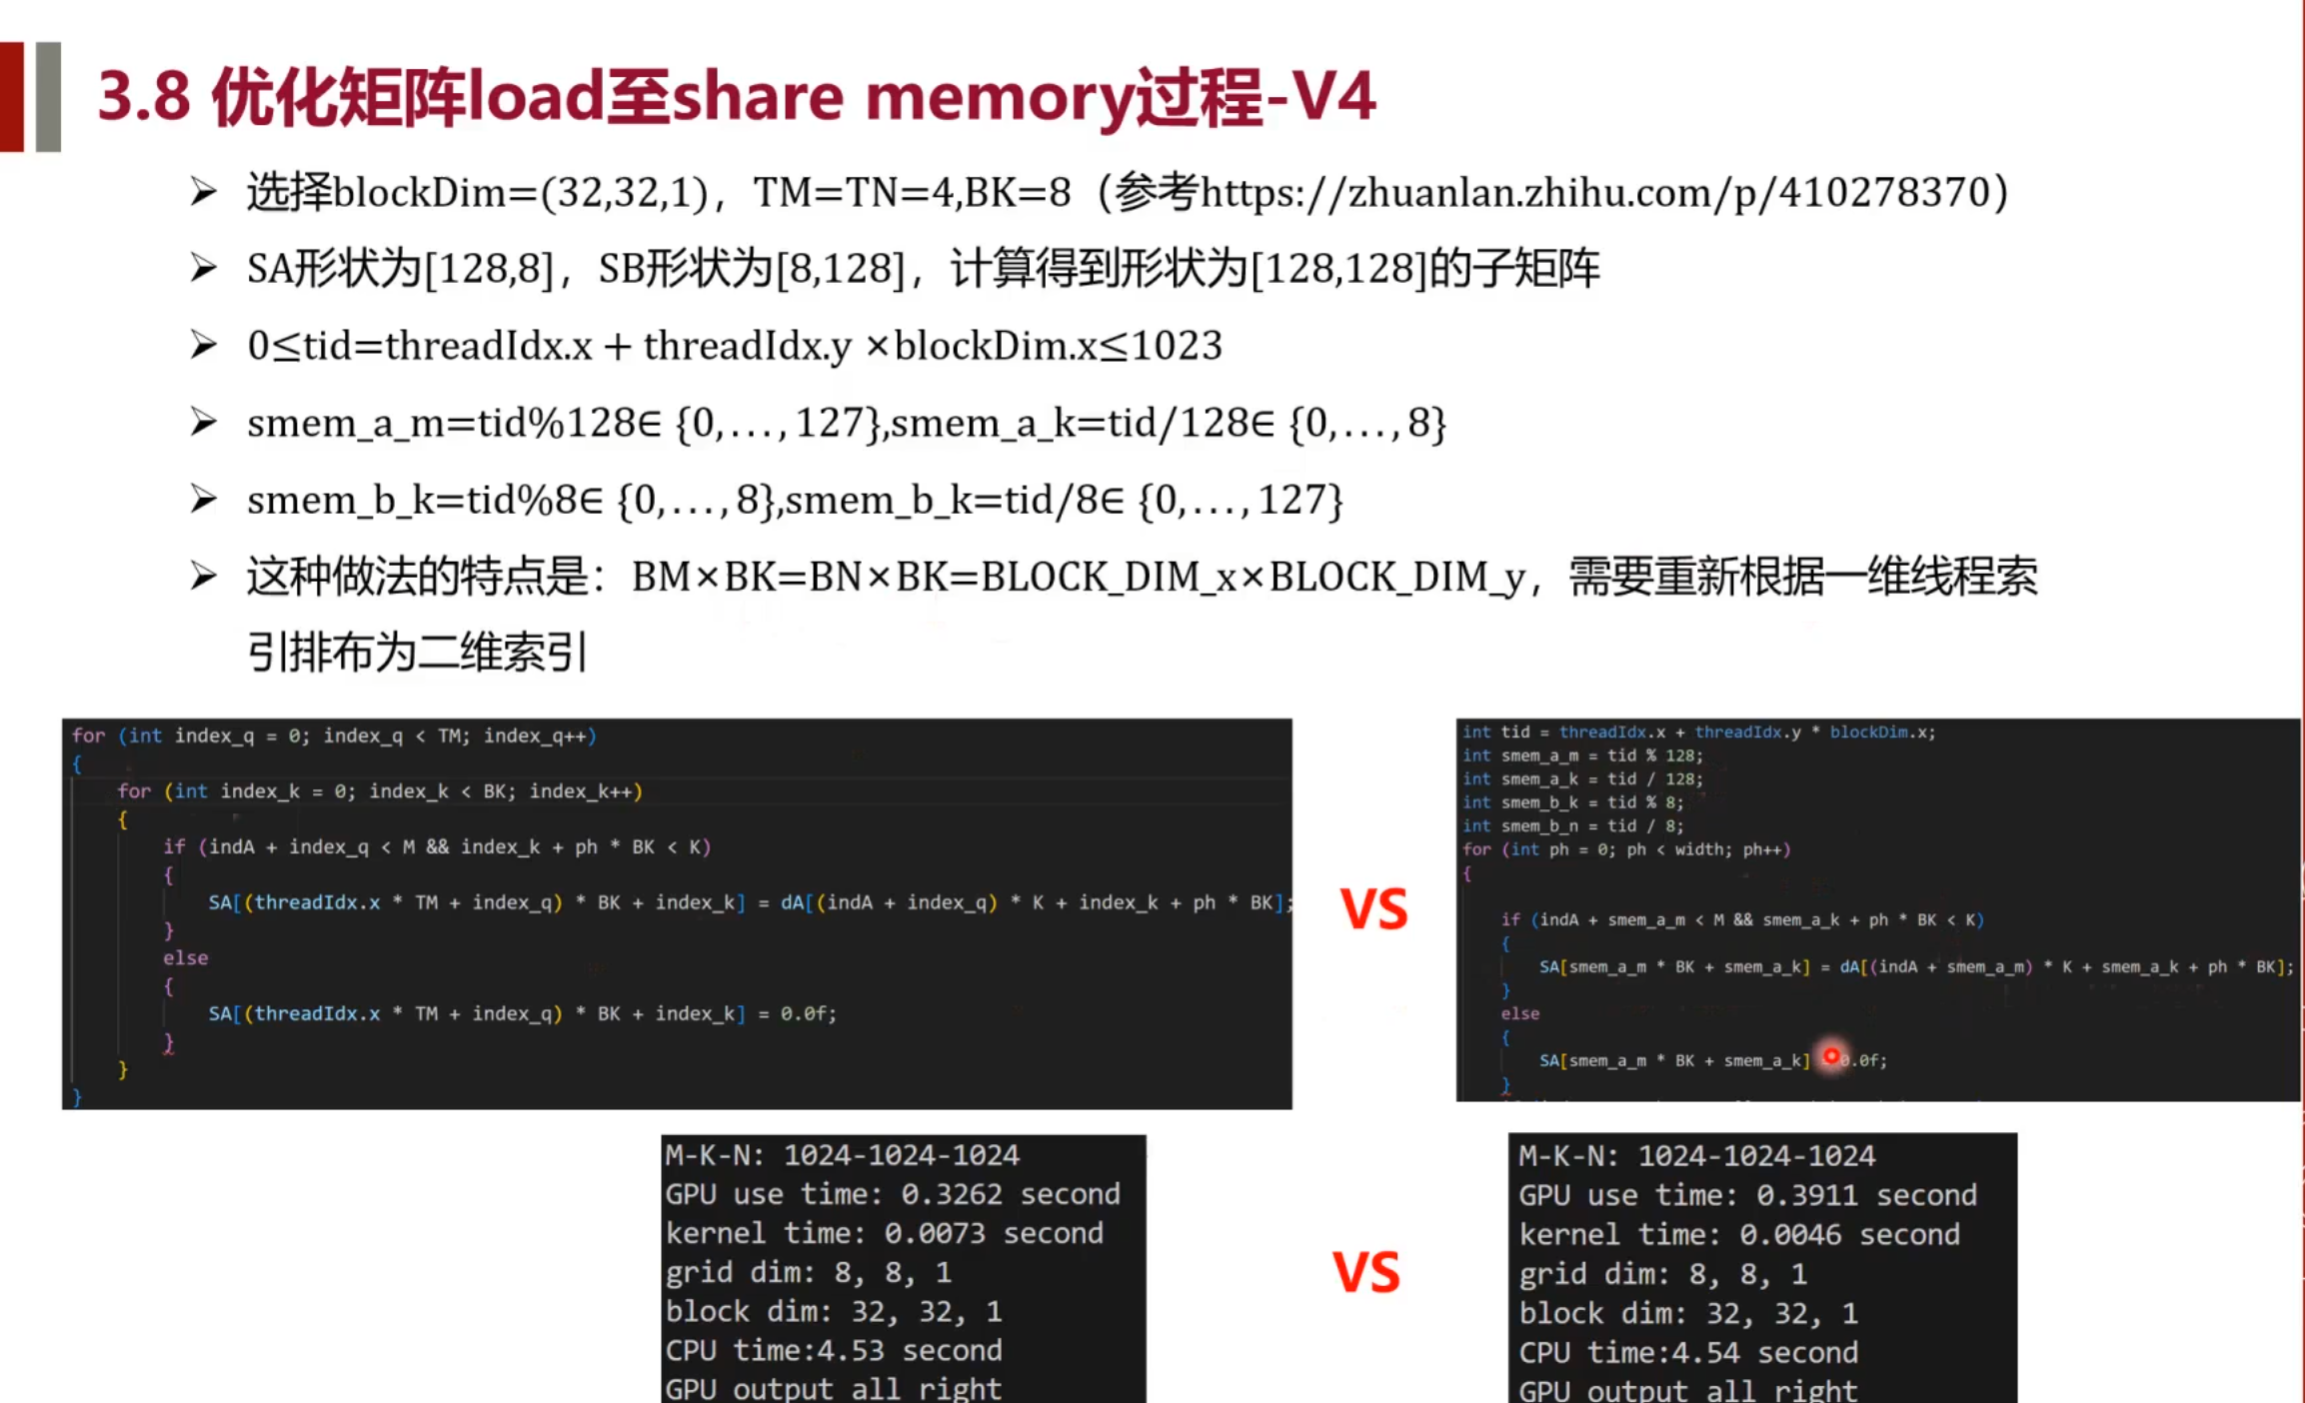 3.8 优化矩阵load至share memory过程-V4
➢ 选择blockDim=(32,32,1)，TM=TN=4,BK=8（参考https://zhuanlan.zhihu.com/p/410278370）
➢ SA形状为[128,8]，SB形状为[8,128]，计算得到形状为[128,128]的子矩阵
➢ 0≤tid=threadIdx.x + threadIdx.y ×blockDim.x≤1023
➢ smem_a_m=tid%128∈ {0,...,127},smem_a_k=tid/128∈ {0,...,8}
➢ smem_b_k=tid%8∈ {0,...,8},smem_b_k=tid/8∈ {0,...,127}
➢ 这种做法的特点是：BM×BK=BN×BK=BLOCK_DIM_x×BLOCK_DIM_y，需要重新根据一维线程索
引排布为二维索引
for (int index_q = 0; index_q < TM; index_q++)
{
for (int index_k = 0; index_k < BK; index_k++)
{
if (indA + index_q < M && index_k + ph * BK < K)
{
SA[(threadIdx.x * TM + index_q) * BK + index_k] = dA[(indA + index_q) * K + index_k + ph * BK];
}
else
{
SA[(threadIdx.x * TM + index_q) * BK + index_k] = 0.0f;
}
}
}
VS
int tid = threadIdx.x + threadIdx.y * blockDim.x;
int smem_a_m = tid % 128;
int smem_a_k = tid / 128;
int smem_b_k = tid % 8;
int smem_b_n = tid / 8;
for (int ph = 0; ph < width; ph++)
{
if (indA + smem_a_m < M && smem_a_k + ph * BK < K)
{
SA[smem_a_m * BK + smem_a_k] = dA[(indA + smem_a_m) * K + smem_a_k + ph * BK];
}
else
{
SA[smem_a_m * BK + smem_a_k] = 0.0f;
}
M-K-N: 1024-1024-1024
GPU use time: 0.3262 second
kernel time: 0.0073 second
grid dim: 8, 8, 1
block dim: 32, 32, 1
CPU time:4.53 second
GPU output all right
VS
M-K-N: 1024-1024-1024
GPU use time: 0.3911 second
kernel time: 0.0046 second
grid dim: 8, 8, 1
block dim: 32, 32, 1
CPU time:4.54 second
GPU output all right